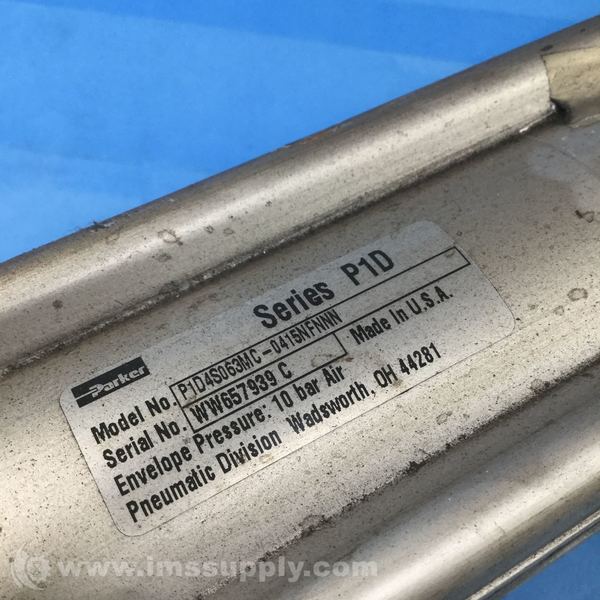 Series P1D
Parker
Model No. P1D4S063MC-0415NFNNN
Serial No. WW657939 C Made In U.S.A.
Envelope Pressure: 10 bar Air
Pneumatic Division Wadsworth, OH 44281
www.imssupply.com